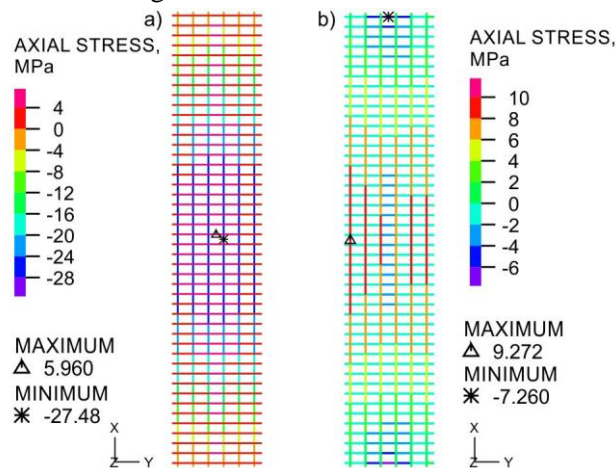 a)
AXIAL STRESS,
MPa
4
0
-4
-8
-12
-16
-20
-24
-28
MAXIMUM
5.960
MINIMUM
-27.48
X
Z Y
b)
AXIAL STRESS,
MPa
10
8
6
4
2
0
-2
-4
-6
MAXIMUM
9.272
MINIMUM
-7.260
X
Z Y